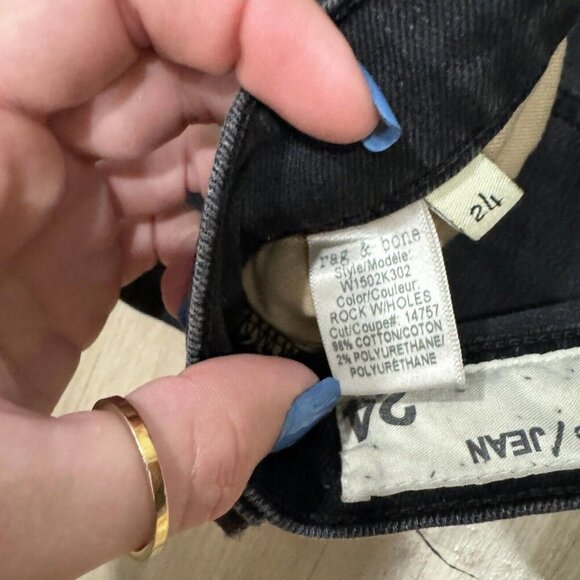 rag & bone
Style/Modèle:
W1502K302
Color/Couleur:
ROCK W/HOLES
Cut/Coupe#: 14757
98% COTTON/COTON
2% POLYURETHANE/
POLYURÉTHANE
24
24
/ JEAN